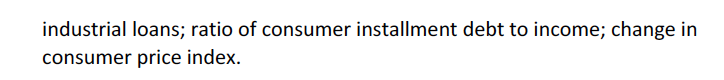 industrial loans; ratio of consumer installment debt to income; change in
consumer price index.